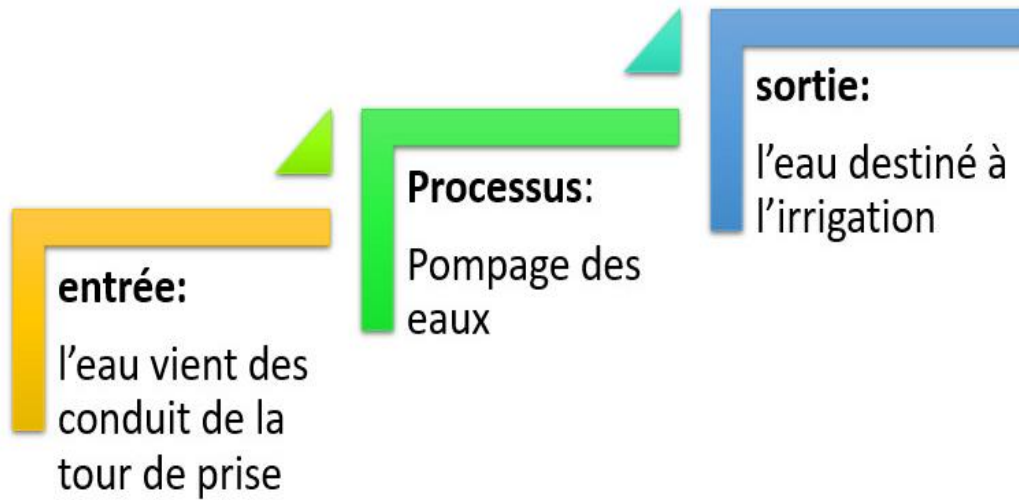 entrée:
l'eau vient des
conduit de la
tour de prise
Processus:
Pompage des
eaux
sortie:
l'eau destiné à
l'irrigation